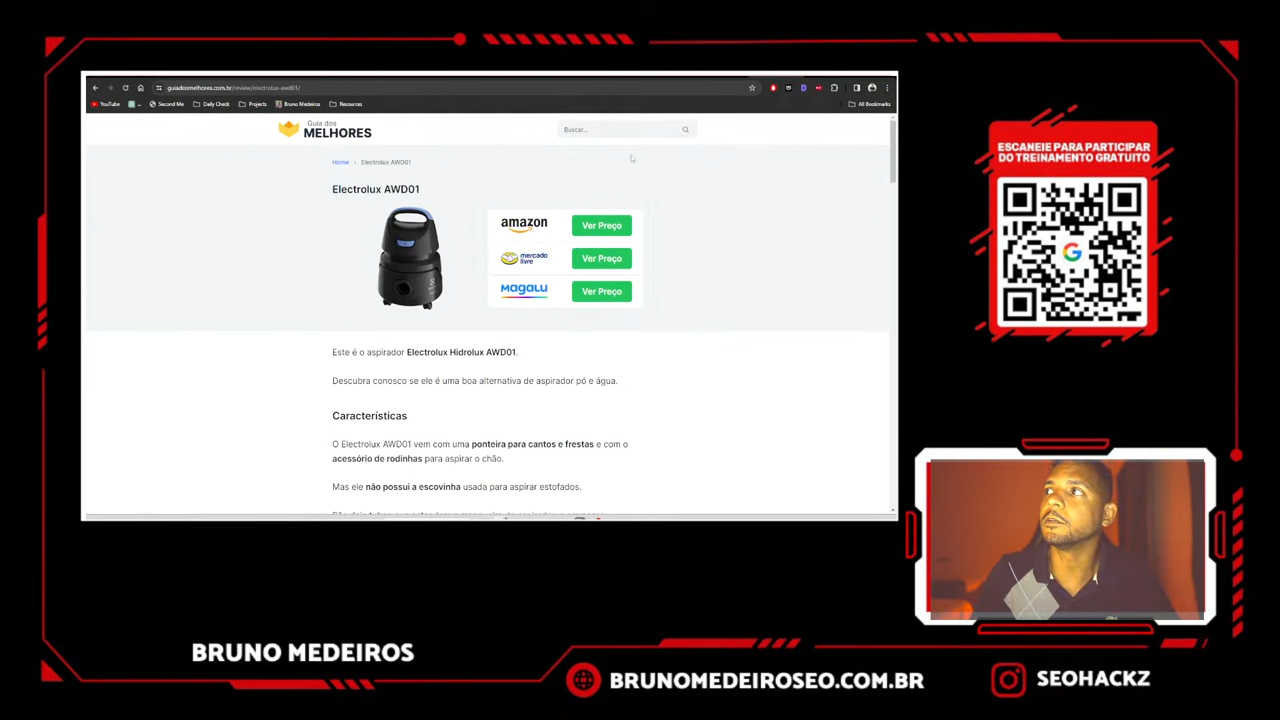 guiadosmelhores.com.br/review/electrolux-awd01/
YouTube
Second Me
Daily Check
Projects
Bruno Medeiros
Resources
All Bookmarks
Guia dos
MELHORES
Buscar...
Home › Electrolux AWD01
Electrolux AWD01
amazon
Ver Preço
mercado
livre
Ver Preço
MAGALU
Ver Preço
Este é o aspirador Electrolux Hidrolux AWD01.
Descubra conosco se ele é uma boa alternativa de aspirador pó e água.
Características
O Electrolux AWD01 vem com uma ponteira para cantos e frestas e com o
acessório de rodinhas para aspirar o chão.
Mas ele não possui a escovinha usada para aspirar estofados.
ESCANEIE PARA PARTICIPAR
DO TREINAMENTO GRATUITO
BRUNO MEDEIROS
BRUNOMEDEIROSEO.COM.BR
SEOHACKZ